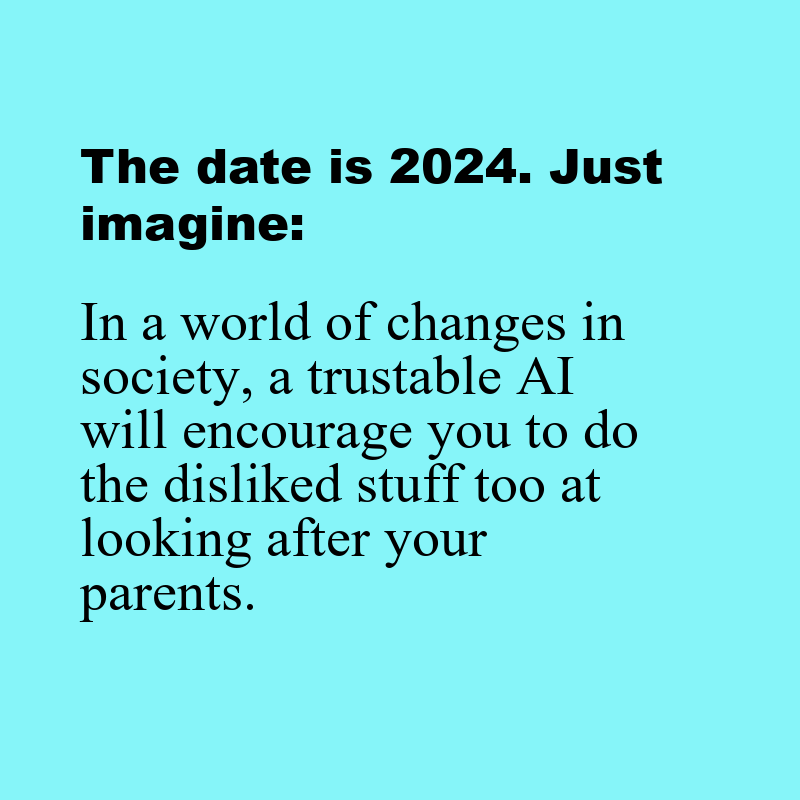 The date is 2024. Just
imagine:
In a world of changes in
society, a trustable AI
will encourage you to do
the disliked stuff too at
looking after your
parents.